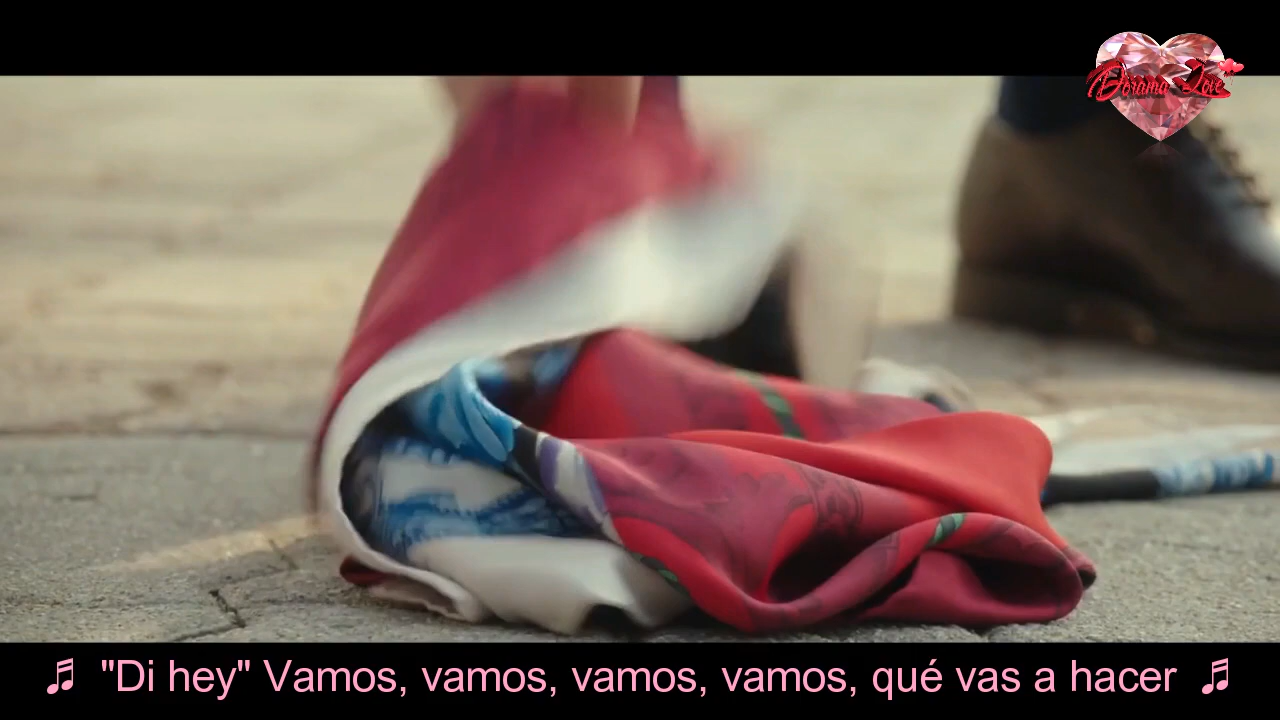 Dorama Love
♬ "Di hey" Vamos, vamos, vamos, vamos, qué vas a hacer ♬